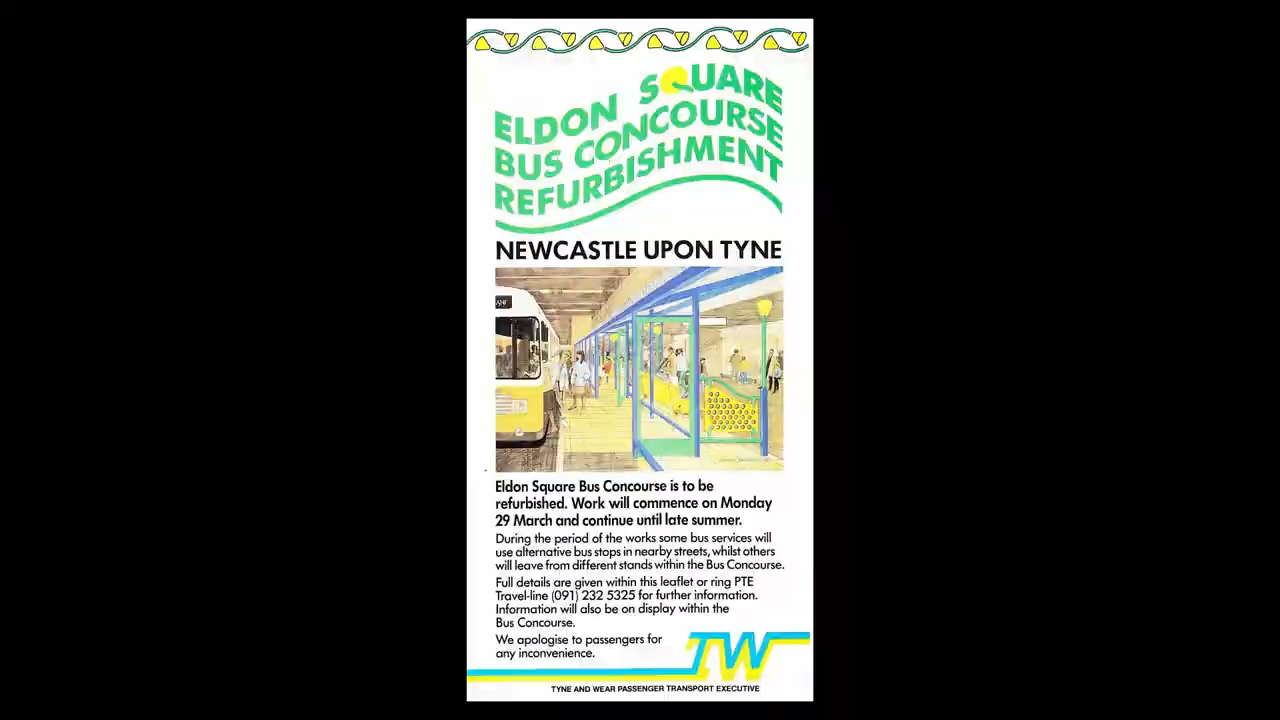 ELDON SQUARE
BUS CONCOURSE
REFURBISHMENT
NEWCASTLE UPON TYNE
Eldon Square Bus Concourse is to be
refurbished. Work will commence on Monday
29 March and continue until late summer.
During the period of the works some bus services will
use alternative bus stops in nearby streets, whilst others
will leave from different stands within the Bus Concourse.
Full details are given within this leaflet or ring PTE
Travel-line (091) 232 5325 for further information.
Information will also be on display within the
Bus Concourse.
We apologise to passengers for
any inconvenience.
TW
TYNE AND WEAR PASSENGER TRANSPORT EXECUTIVE